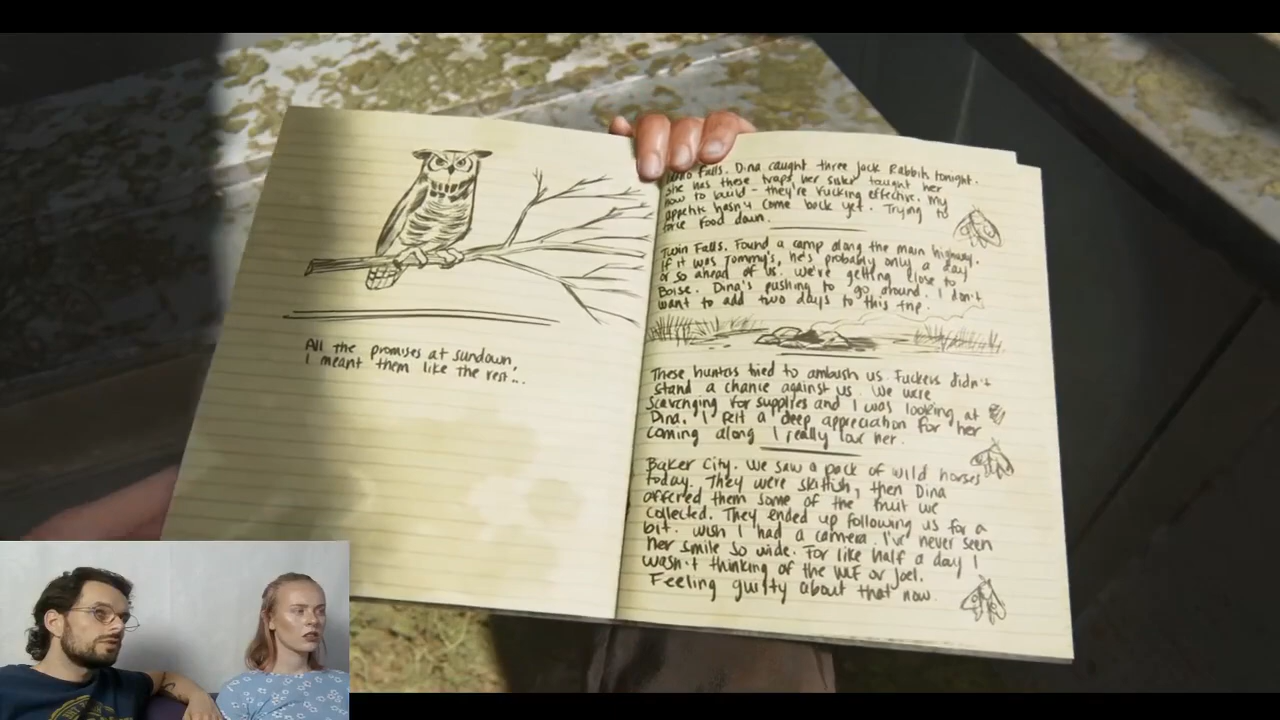 All the promises at sundown,
I meant them like the rest...
Falls. Dina caught three jack Rabbits tonight.
She has these traps her sister taught her
how to build - they're fucking effective. My
appetite hasn't come back yet. Trying to
force food down.
Twin Falls. Found a camp along the main highway.
If it was Tommy's, he's probably only a day
or so ahead of us. We're getting close to
Boise. Dina's pushing to go around. I don't
want to add two days to this trip.
These hunters tried to ambush us. Fuckers didn't
stand a chance against us. We were
scavenging for supplies and I was looking at
Dina. I felt a deep appreciation for her
coming along I really love her.
Baker City. We saw a pack of wild horses
today. They were skittish, then Dina
offered them some of the fruit we
collected. They ended up following us for a
bit. Wish I had a camera. I've never seen
her smile so wide. For like half a day I
wasn't thinking of the WLF or Joel.
Feeling guilty about that now.